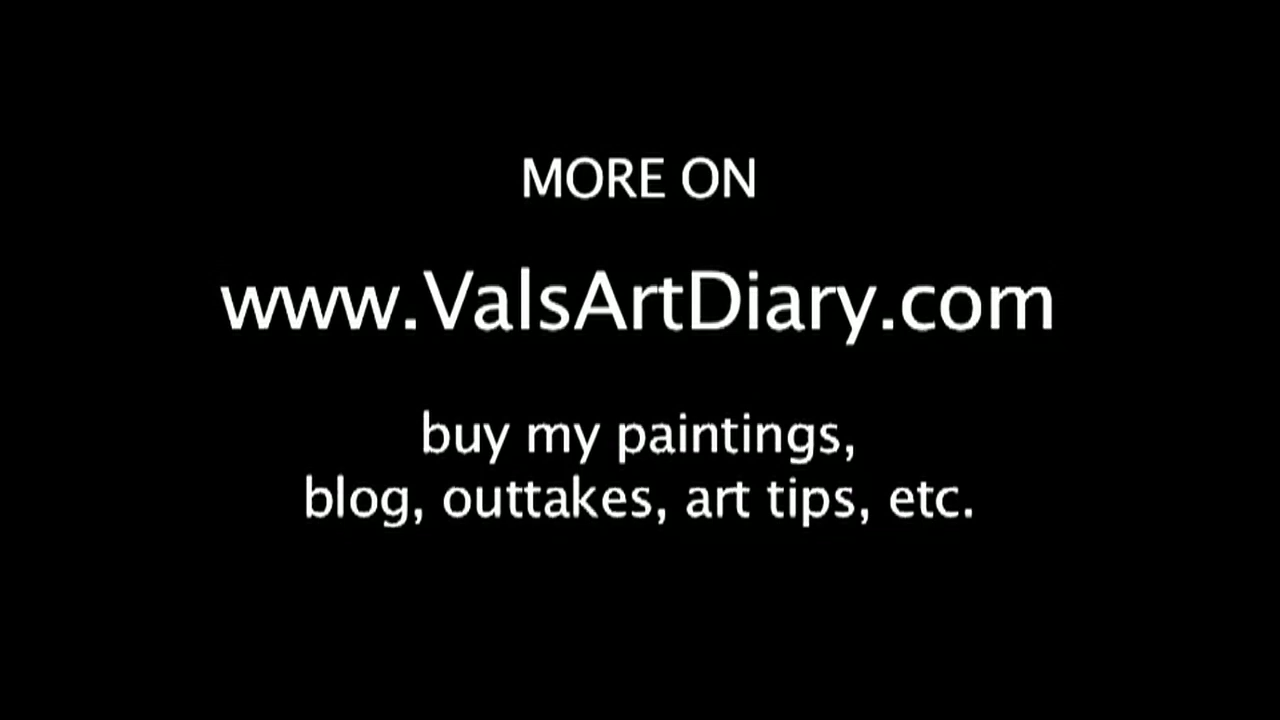 MORE ON
www.ValsArtDiary.com
buy my paintings,
blog, outtakes, art tips, etc.